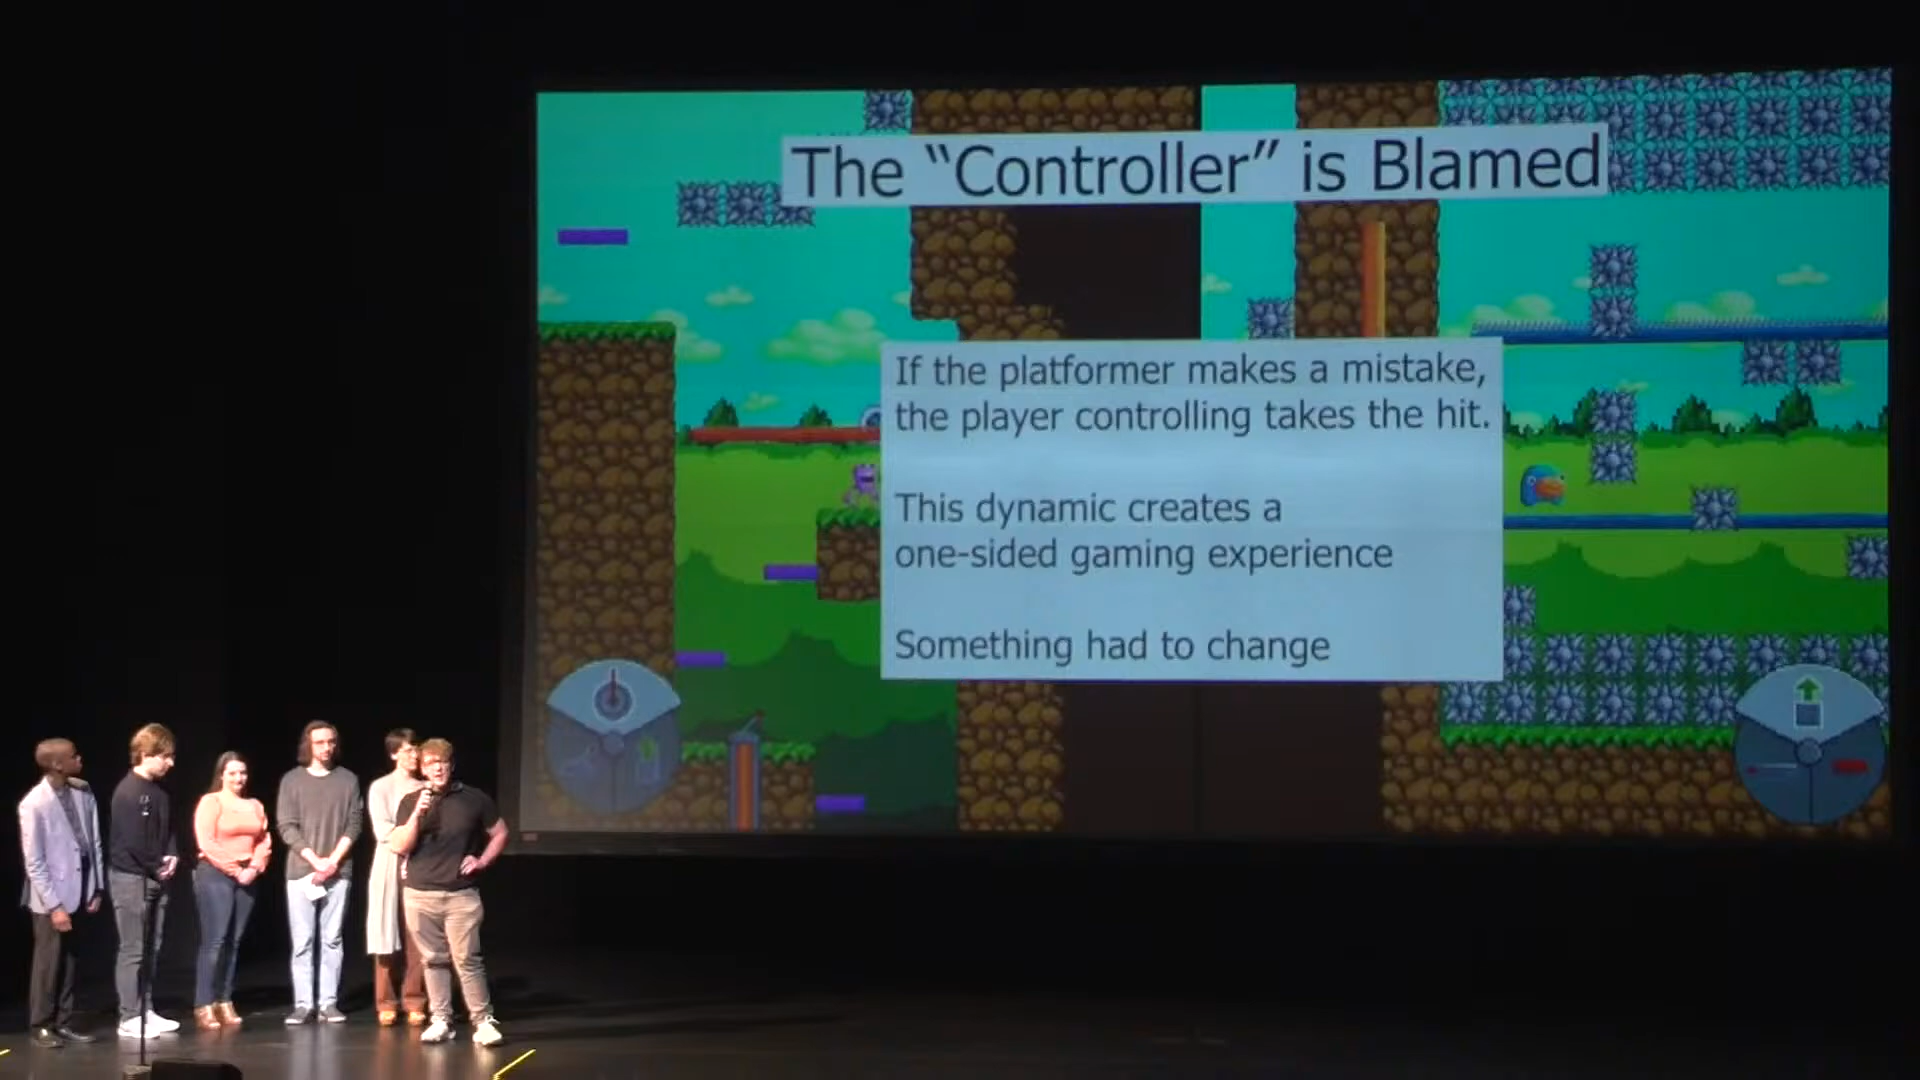 The “Controller” is Blamed
If the platformer makes a mistake,
the player controlling takes the hit.
This dynamic creates a
one-sided gaming experience
Something had to change